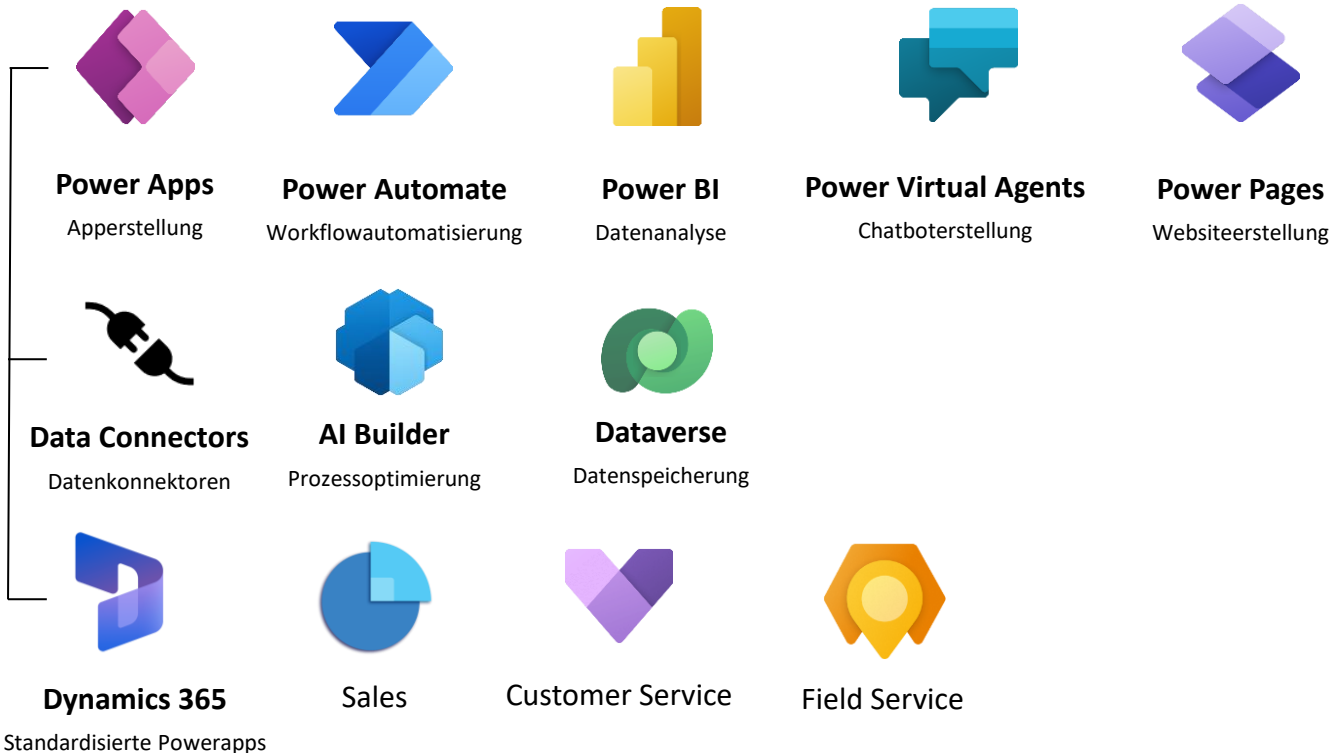 Power Apps
Apperstellung
Power Automate
Workflowautomatisierung
Power BI
Datenanalyse
Power Virtual Agents
Chatboterstellung
Power Pages
Websiteerstellung
Data Connectors
Datenkonnektoren
AI Builder
Prozessoptimierung
Dataverse
Datenspeicherung
Dynamics 365
Standardisierte Powerapps
Sales
Customer Service
Field Service